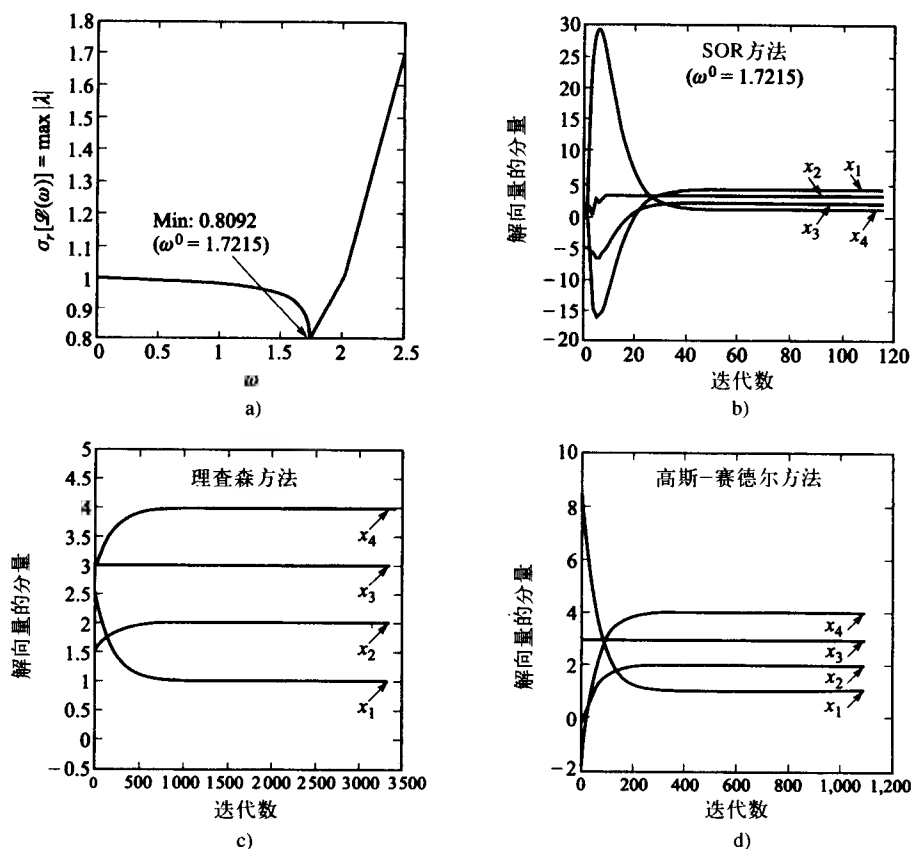 σr[ℒ(ω)] = max |λ|
1.8
1.7
1.6
1.5
1.4
1.3
1.2
1.1
1
0.9
0.8
Min: 0.8092
(ω⁰ = 1.7215)
0 0.5 1 1.5 2 2.5
ω
a)
解向量的分量
30
25
20
15
10
5
0
−5
−10
−15
−20
SOR方法
(ω⁰ = 1.7215)
x₂ x₁
x₃ x₄
0 20 40 60 80 100 120
迭代数
b)
解向量的分量
5
4.5
4
3.5
3
2.5
2
1.5
1
0.5
0
−0.5
理查森方法
x₄
x₃
x₂
x₁
0 500 1000 1500 2 000 2500 3000 3500
迭代数
c)
解向量的分量
10
8
6
4
2
0
−2
高斯−赛德尔方法
x₄
x₃
x₂
x₁
0 200 400 600 800 1,000 1,200
迭代数
d)